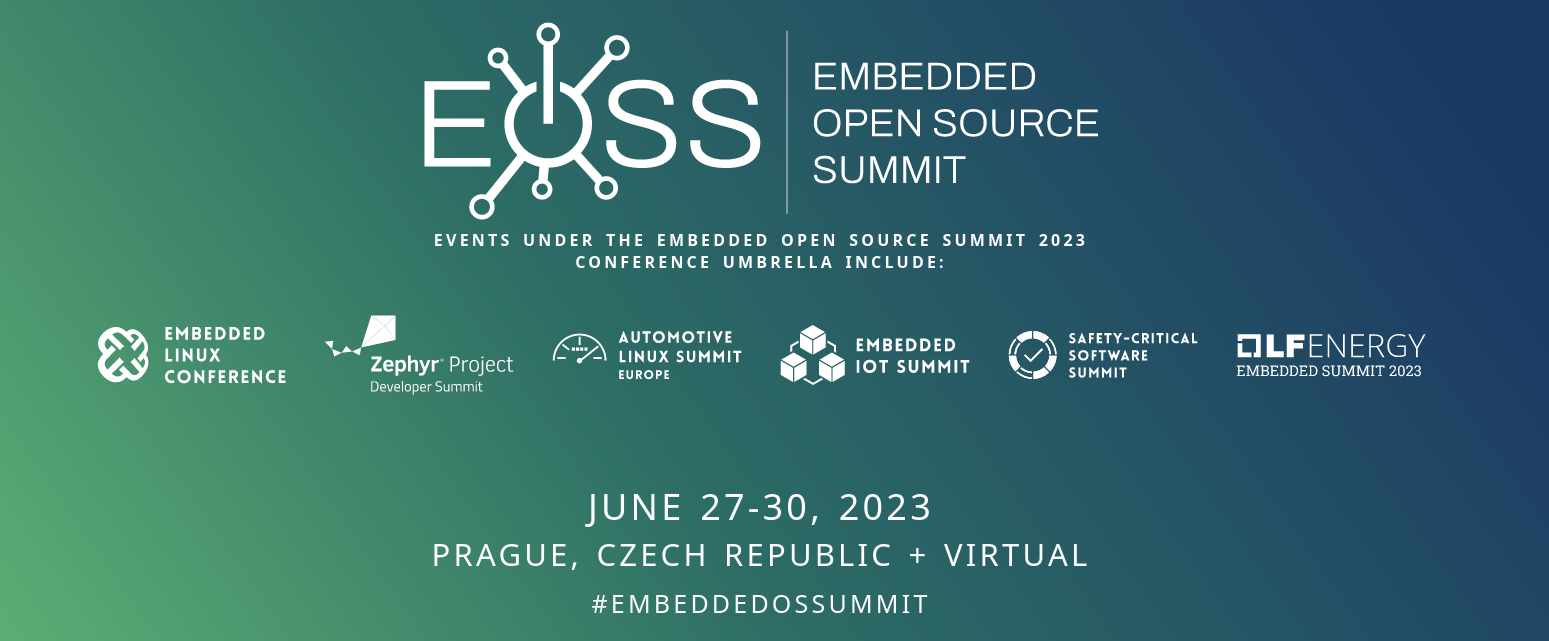 EOSS
EMBEDDED
OPEN SOURCE
SUMMIT
EVENTS UNDER THE EMBEDDED OPEN SOURCE SUMMIT 2023
CONFERENCE UMBRELLA INCLUDE:
EMBEDDED
LINUX
CONFERENCE
Zephyr® Project
Developer Summit
AUTOMOTIVE
LINUX SUMMIT
EUROPE
EMBEDDED
IOT SUMMIT
SAFETY-CRITICAL
SOFTWARE
SUMMIT
LFENERGY
EMBEDDED SUMMIT 2023
JUNE 27-30, 2023
PRAGUE, CZECH REPUBLIC + VIRTUAL
#EMBEDDEDOSSUMMIT